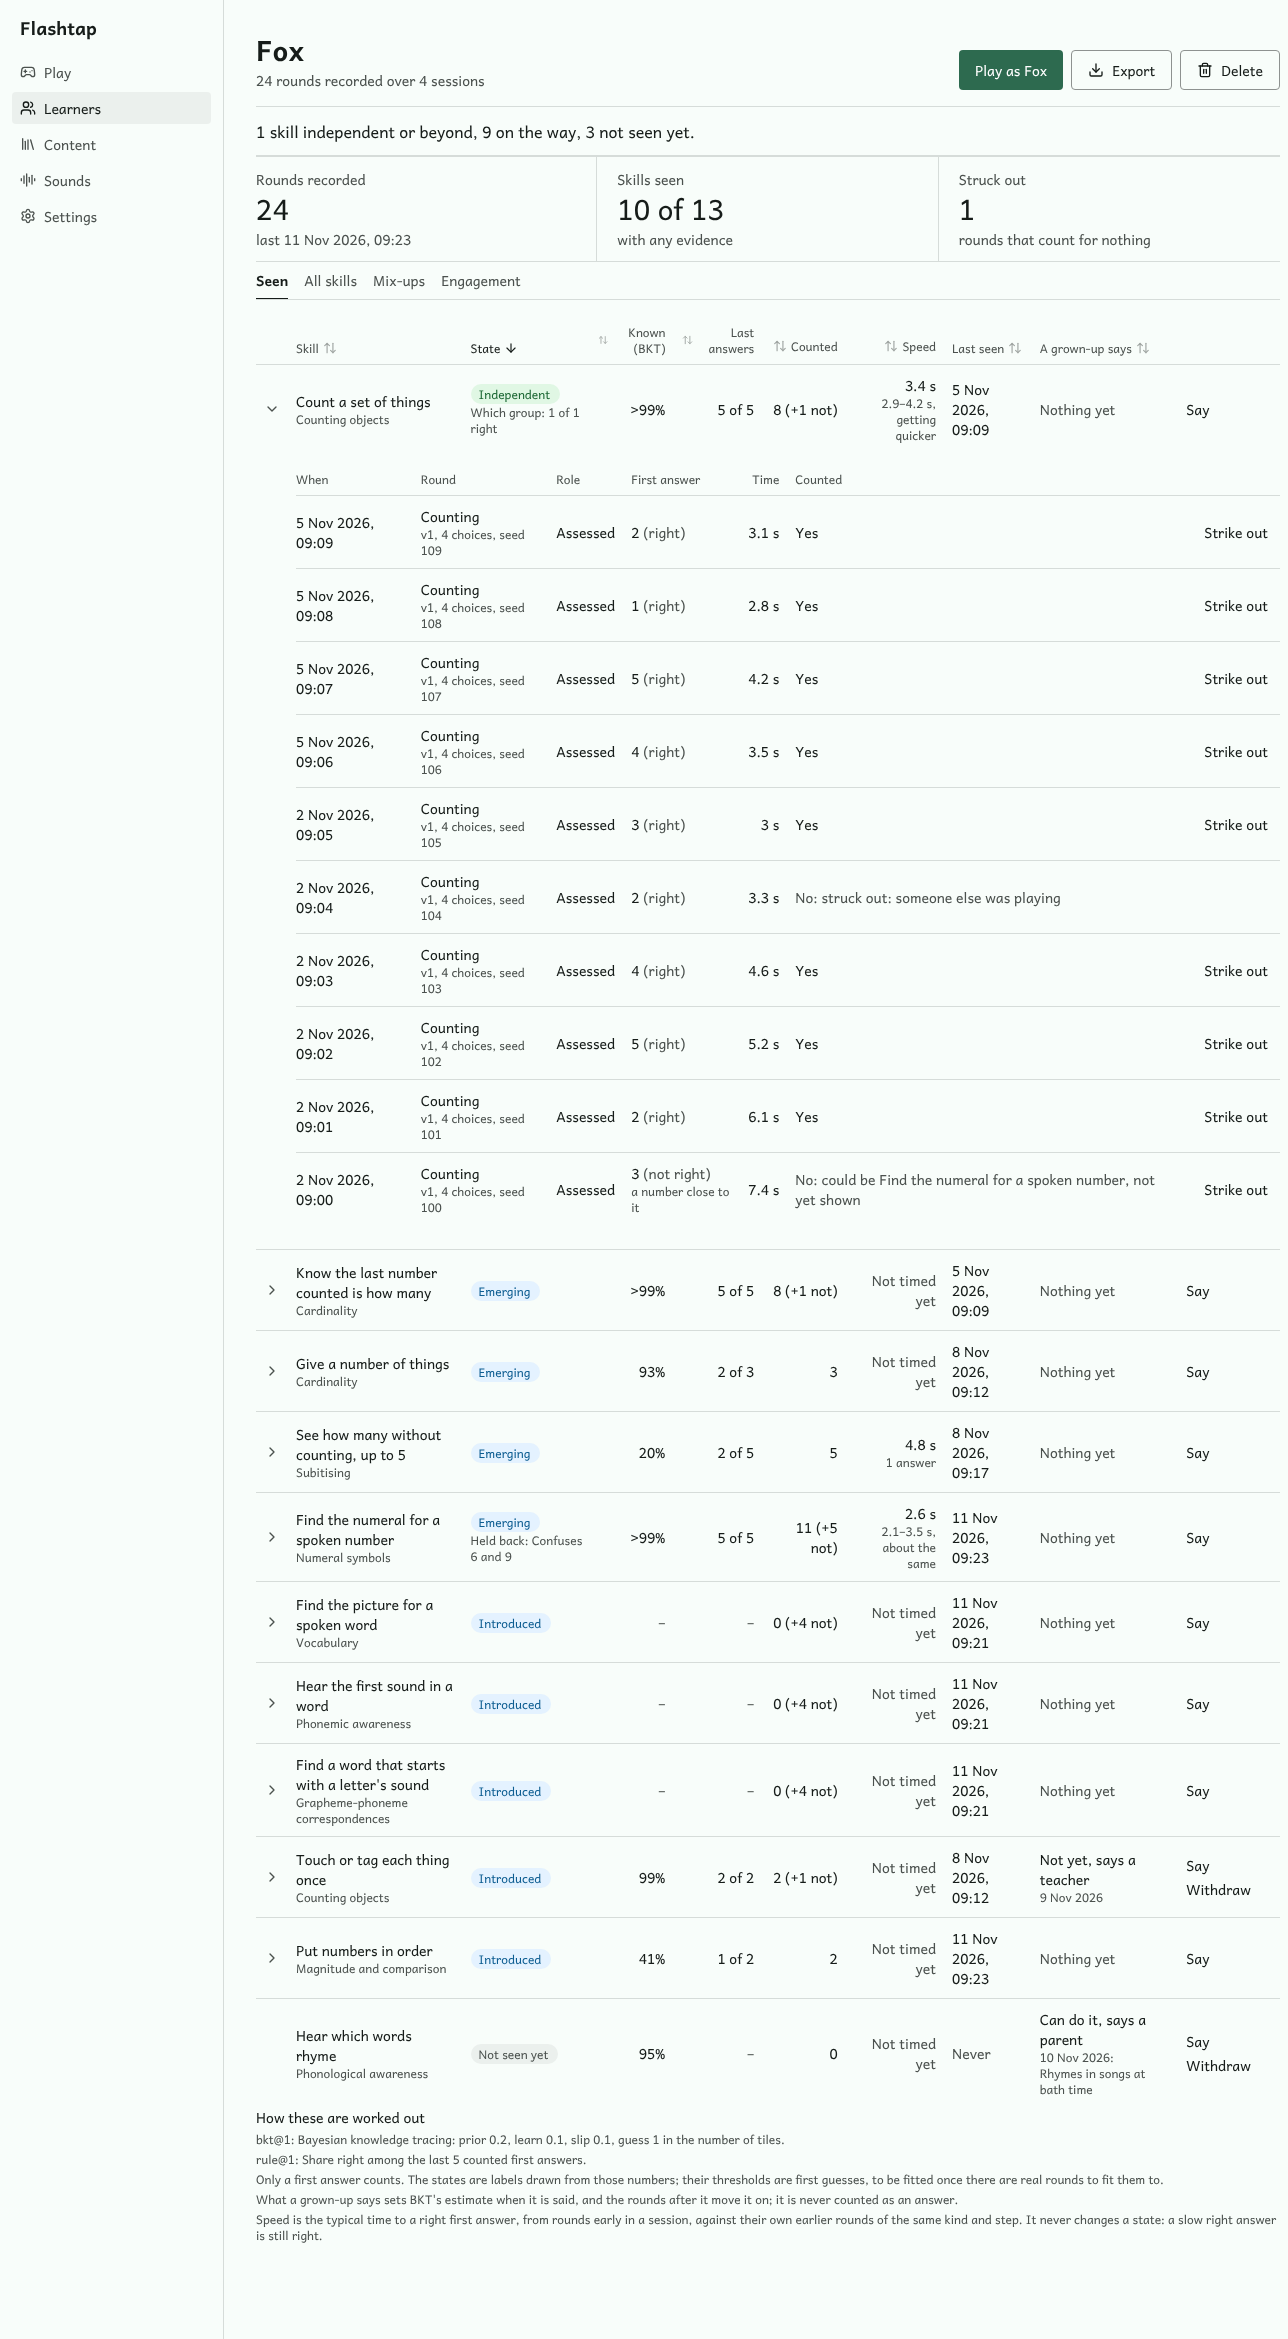 Flashtap
Play
Learners
Content
Sounds
Settings
Fox
24 rounds recorded over 4 sessions
Play as Fox
Export
Delete
1 skill independent or beyond, 9 on the way, 3 not seen yet.
Rounds recorded
24
last 11 Nov 2026, 09:23
Skills seen
10 of 13
with any evidence
Struck out
1
rounds that count for nothing
Seen All skills Mix-ups Engagement
Skill State Known (BKT) Last answers Counted Speed Last seen A grown-up says
Count a set of things
Counting objects
Independent
Which group: 1 of 1
right
>99%
5 of 5
8 (+1 not)
3.4 s
2.9–4.2 s,
getting
quicker
5 Nov
2026,
09:09
Nothing yet
Say
When Round Role First answer Time Counted
5 Nov 2026,
09:09
Counting
v1, 4 choices, seed
109
Assessed
2 (right)
3.1 s
Yes
Strike out
5 Nov 2026,
09:08
Counting
v1, 4 choices, seed
108
Assessed
1 (right)
2.8 s
Yes
Strike out
5 Nov 2026,
09:07
Counting
v1, 4 choices, seed
107
Assessed
5 (right)
4.2 s
Yes
Strike out
5 Nov 2026,
09:06
Counting
v1, 4 choices, seed
106
Assessed
4 (right)
3.5 s
Yes
Strike out
2 Nov 2026,
09:05
Counting
v1, 4 choices, seed
105
Assessed
3 (right)
3 s
Yes
Strike out
2 Nov 2026,
09:04
Counting
v1, 4 choices, seed
104
Assessed
2 (right)
3.3 s
No: struck out: someone else was playing
2 Nov 2026,
09:03
Counting
v1, 4 choices, seed
103
Assessed
4 (right)
4.6 s
Yes
Strike out
2 Nov 2026,
09:02
Counting
v1, 4 choices, seed
102
Assessed
5 (right)
5.2 s
Yes
Strike out
2 Nov 2026,
09:01
Counting
v1, 4 choices, seed
101
Assessed
2 (right)
6.1 s
Yes
Strike out
2 Nov 2026,
09:00
Counting
v1, 4 choices, seed
100
Assessed
3 (not right)
a number close to
it
7.4 s
No: could be Find the numeral for a spoken number, not
yet shown
Strike out
Know the last number
counted is how many
Cardinality
Emerging
>99%
5 of 5
8 (+1 not)
Not timed
yet
5 Nov
2026,
09:09
Nothing yet
Say
Give a number of things
Cardinality
Emerging
93%
2 of 3
3
Not timed
yet
8 Nov
2026,
09:12
Nothing yet
Say
See how many without
counting, up to 5
Subitising
Emerging
20%
2 of 5
5
4.8 s
1 answer
8 Nov
2026,
09:17
Nothing yet
Say
Find the numeral for a
spoken number
Numeral symbols
Emerging
Held back: Confuses
6 and 9
>99%
5 of 5
11 (+5
not)
2.6 s
2.1–3.5 s,
about the
same
11 Nov
2026,
09:23
Nothing yet
Say
Find the picture for a
spoken word
Vocabulary
Introduced
–
–
0 (+4 not)
Not timed
yet
11 Nov
2026,
09:21
Nothing yet
Say
Hear the first sound in a
word
Phonemic awareness
Introduced
–
–
0 (+4 not)
Not timed
yet
11 Nov
2026,
09:21
Nothing yet
Say
Find a word that starts
with a letter's sound
Grapheme-phoneme
correspondences
Introduced
–
–
0 (+4 not)
Not timed
yet
11 Nov
2026,
09:21
Nothing yet
Say
Touch or tag each thing
once
Counting objects
Introduced
99%
2 of 2
2 (+1 not)
Not timed
yet
8 Nov
2026,
09:12
Not yet, says a
teacher
9 Nov 2026
Say
Withdraw
Put numbers in order
Magnitude and comparison
Introduced
41%
1 of 2
2
Not timed
yet
11 Nov
2026,
09:23
Nothing yet
Say
Hear which words
rhyme
Phonological awareness
Not seen yet
95%
–
0
Not timed
yet
Never
Can do it, says a
parent
10 Nov 2026:
Rhymes in songs at
bath time
Say
Withdraw
How these are worked out
bkt@1: Bayesian knowledge tracing: prior 0.2, learn 0.1, slip 0.1, guess 1 in the number of tiles.
rule@1: Share right among the last 5 counted first answers.
Only a first answer counts. The states are labels drawn from those numbers; their thresholds are first guesses, to be fitted once there are real rounds to fit them to.
What a grown-up says sets BKT's estimate when it is said, and the rounds after it move it on; it is never counted as an answer.
Speed is the typical time to a right first answer, from rounds early in a session, against their own earlier rounds of the same kind and step. It never changes a state: a slow right answer
is still right.